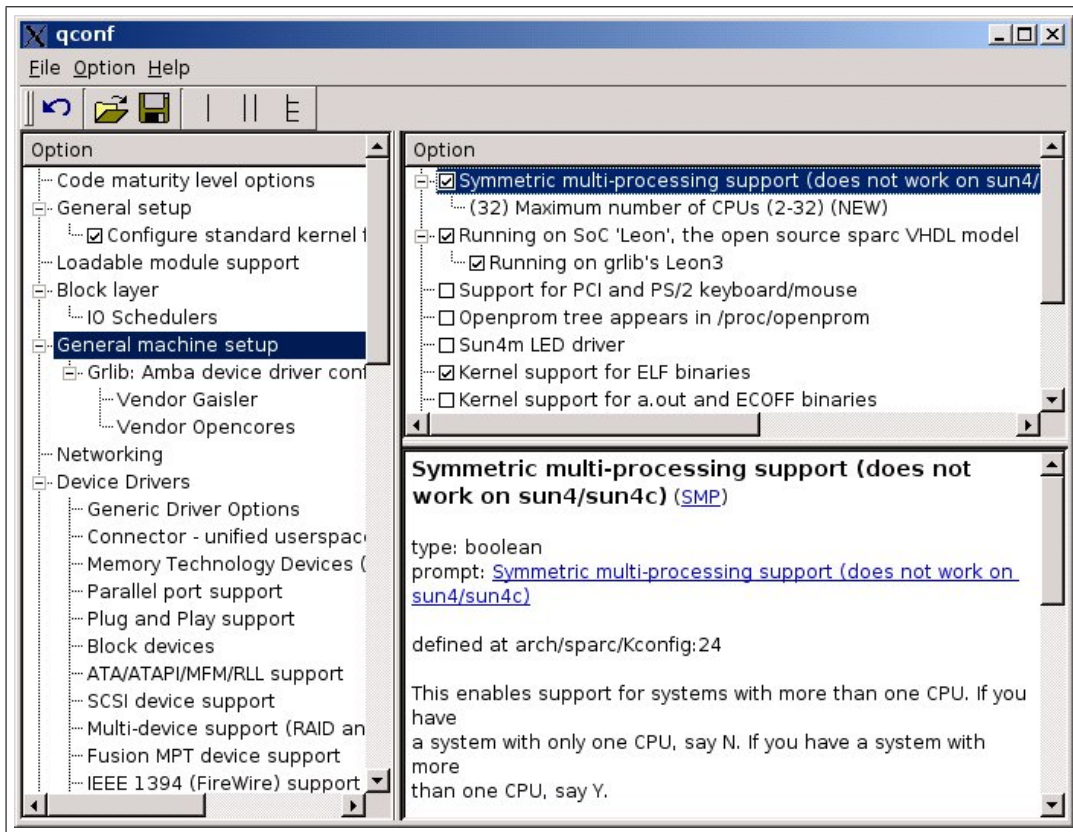 qconf
File Option Help
Option
Code maturity level options
General setup
Configure standard kernel
Loadable module support
Block layer
IO Schedulers
General machine setup
Grlib: Amba device driver
Vendor Gaisler
Vendor Opencores
Networking
Device Drivers
Generic Driver Options
Connector - unified
Memory Technology Devices (
Parallel port support
Plug and Play support
Block devices
ATA/ATAPI/MFM/RLL support
SCSI device support
Multi-device support (RAID an
Fusion MPT device support
IEEE 1394 (FireWire) support
Option
Symmetric multi-processing support (does not work on sun4/
(32) Maximum number of CPUs (2-32) (NEW)
Running on SoC 'Leon', the open source sparc VHDL model
Running on grlib's Leon3
Support for PCI and PS/2 keyboard/mouse
Openprom tree appears in /proc/openprom
Sun4m LED driver
Kernel support for ELF binaries
Kernel support for a.out and ECOFF binaries
Symmetric multi-processing support (does not
work on sun4/sun4c) (SMP)
type: boolean
prompt: Symmetric multi-processing support (does not work on
sun4/sun4c)
defined at arch/sparc/Kconfig:24
This enables support for systems with more than one CPU. If you
have
a system with only one CPU, say N. If you have a system with
more
than one CPU, say Y.